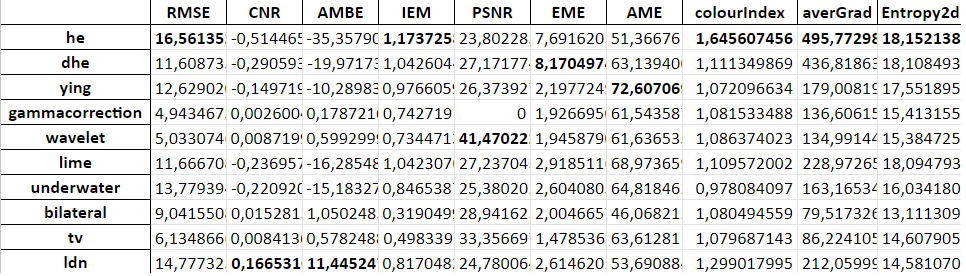 RMSE CNR AMBE IEM PSNR EME AME colourIndex averGrad Entropy2d
he 16,56135 -0,514465 -35,35790 1,173725 23,80228 7,691620 51,36676 1,645607456 495,77298 18,152138
dhe 11,60873 -0,290593 -19,97173 1,042604 27,171774 8,170497 63,139400 1,111349869 436,81863 18,108493
ying 12,62902 -0,149719 -10,28983 0,976605 26,37392 2,197724 72,607069 1,072096634 179,00819 17,551895
gammacorrection 4,943467 0,002600 0,178721 0,742719 0 1,926695 61,54358 1,081533488 136,60615 15,413155
wavelet 5,033074 0,008719 0,599299 0,734471 41,47022 1,945879 61,63653 1,086374023 134,99144 15,384725
lime 11,66670 -0,236957 -16,28548 1,042307 27,23704 2,918511 68,97365 1,109572002 228,97265 18,094793
underwater 13,77939 -0,220920 -15,18327 0,846538 25,38020 2,604080 64,81846 0,978084097 163,16534 16,034180
bilateral 9,041550 0,015281 1,050248 0,319049 28,94162 2,004665 46,06821 1,080494559 79,517326 13,111309
tv 6,134866 0,008413 0,578248 0,498339 33,35669 1,478536 63,61281 1,079687143 86,224105 14,607905
ldn 14,77732 0,166531 11,44524 0,817048 24,78006 2,614620 53,69088 1,299017995 212,05999 14,581070